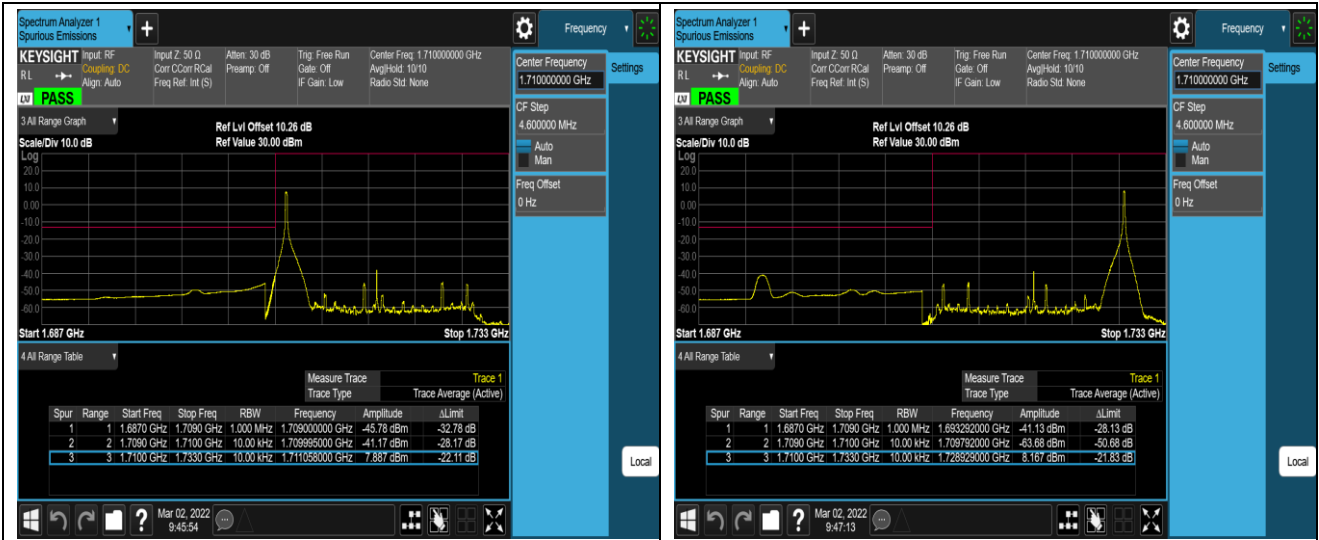 Spectrum Analyzer 1
Spurious Emissions
+
Frequency
KEYSIGHT Input: RF Input Z: 50 Ω Atten: 30 dB Trig: Free Run Center Freq: 1.710000000 GHz
RL Coupling: DC Corr CCorr RCal Preamp: Off Gate: Off Avg|Hold: 10/10
Align: Auto Freq Ref: Int (S) IF Gain: Low Radio Std: None
PASS
Center Frequency
1.710000000 GHz
Settings
CF Step
4.600000 MHz
Auto
Man
Freq Offset
0 Hz
3 All Range Graph
Ref Lvl Offset 10.26 dB
Scale/Div 10.0 dB Ref Value 30.00 dBm
Log
20.0
10.0
0.00
-10.0
-20.0
-30.0
-40.0
-50.0
-60.0
Start 1.687 GHz Stop 1.733 GHz
4 All Range Table
Measure Trace Trace 1
Trace Type Trace Average (Active)
Spur Range Start Freq Stop Freq RBW Frequency Amplitude ΔLimit
1 1 1.6870 GHz 1.7090 GHz 1.000 MHz 1.709000000 GHz -45.78 dBm -32.78 dB
2 2 1.7090 GHz 1.7100 GHz 10.00 kHz 1.709995000 GHz -41.17 dBm -28.17 dB
3 3 1.7100 GHz 1.7330 GHz 10.00 kHz 1.711058000 GHz 7.887 dBm -22.11 dB
Local
?
Mar 02, 2022
9:45:54
Spectrum Analyzer 1
Spurious Emissions
+
Frequency
KEYSIGHT Input: RF Input Z: 50 Ω Atten: 30 dB Trig: Free Run Center Freq: 1.710000000 GHz
RL Coupling: DC Corr CCorr RCal Preamp: Off Gate: Off Avg|Hold: 10/10
Align: Auto Freq Ref: Int (S) IF Gain: Low Radio Std: None
PASS
Center Frequency
1.710000000 GHz
Settings
CF Step
4.600000 MHz
Auto
Man
Freq Offset
0 Hz
3 All Range Graph
Ref Lvl Offset 10.26 dB
Scale/Div 10.0 dB Ref Value 30.00 dBm
Log
20.0
10.0
0.00
-10.0
-20.0
-30.0
-40.0
-50.0
-60.0
Start 1.687 GHz Stop 1.733 GHz
4 All Range Table
Measure Trace Trace 1
Trace Type Trace Average (Active)
Spur Range Start Freq Stop Freq RBW Frequency Amplitude ΔLimit
1 1 1.6870 GHz 1.7090 GHz 1.000 MHz 1.693292000 GHz -41.13 dBm -28.13 dB
2 2 1.7090 GHz 1.7100 GHz 10.00 kHz 1.709792000 GHz -63.68 dBm -50.68 dB
3 3 1.7100 GHz 1.7330 GHz 10.00 kHz 1.728929000 GHz 8.167 dBm -21.83 dB
Local
?
Mar 02, 2022
9:47:13